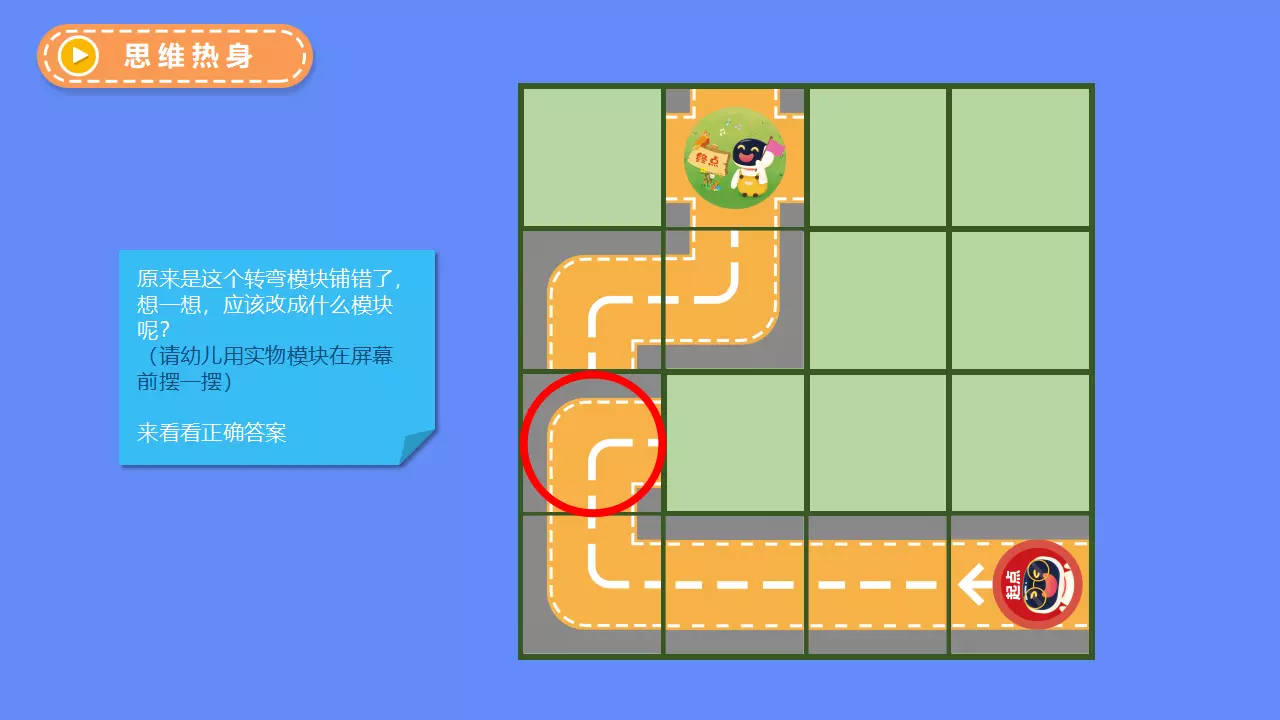 思维热身
终点
原来是这个转弯模块铺错了，
想一想，应该改成什么模块
呢？
（请幼儿用实物模块在屏幕
前摆一摆）
来看看正确答案
起点